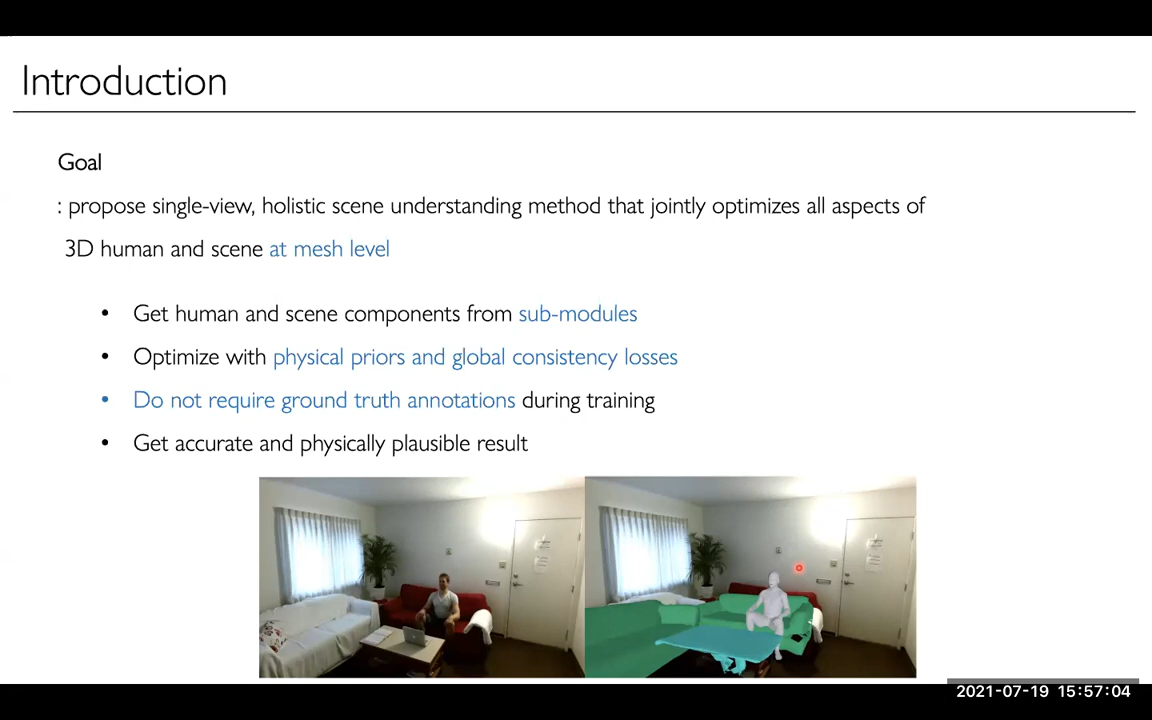 Introduction
Goal
: propose single-view, holistic scene understanding method that jointly optimizes all aspects of
3D human and scene at mesh level
• Get human and scene components from sub-modules
• Optimize with physical priors and global consistency losses
• Do not require ground truth annotations during training
• Get accurate and physically plausible result
2021-07-19 15:57:04